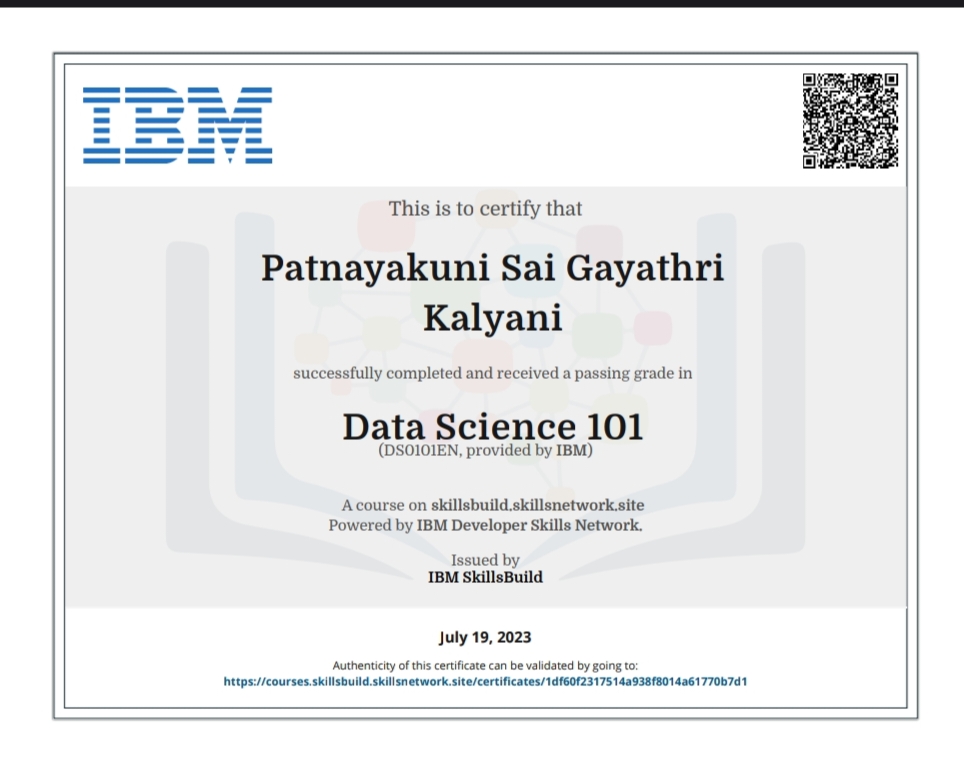 IBM
This is to certify that
Patnayakuni Sai Gayathri
Kalyani
successfully completed and received a passing grade in
Data Science 101
(DS0101EN, provided by IBM)
A course on skillsbuild.skillsnetwork.site
Powered by IBM Developer Skills Network.
Issued by
IBM SkillsBuild
July 19, 2023
Authenticity of this certificate can be validated by going to:
https://courses.skillsbuild.skillsnetwork.site/certificates/1df60f2317514a938f8014a61770b7d1